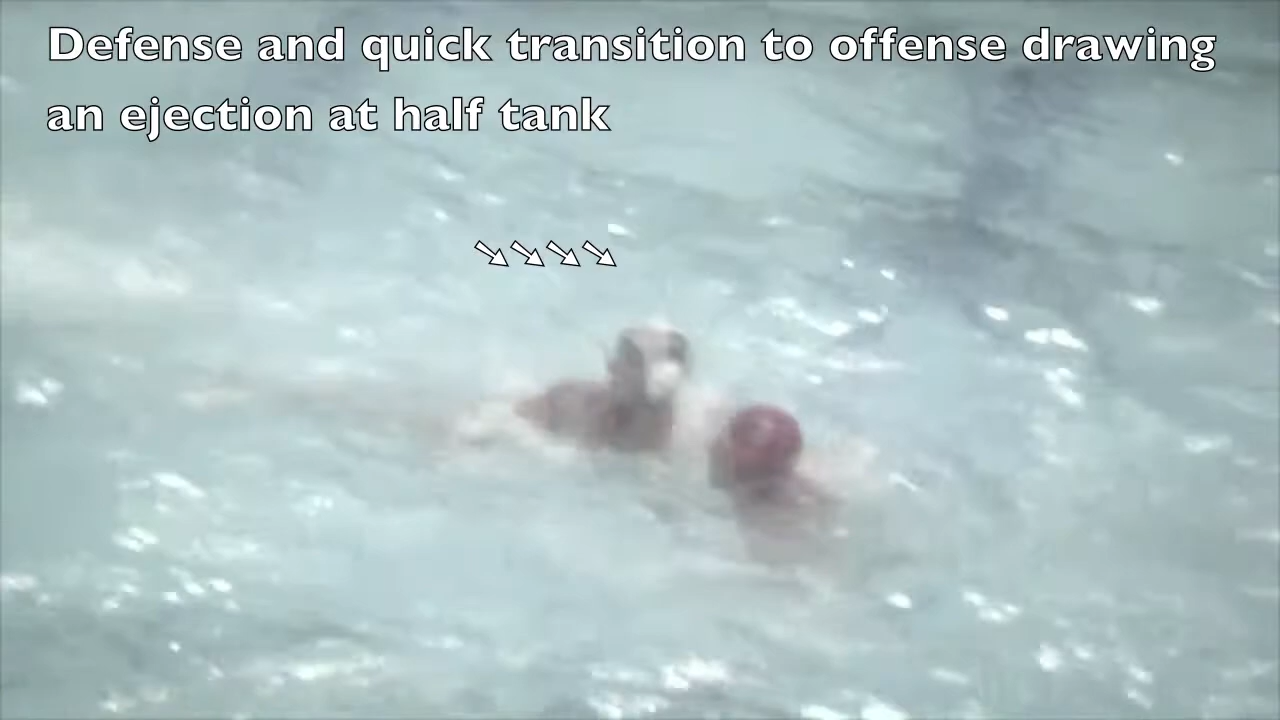 Defense and quick transition to offense drawing
an ejection at half tank